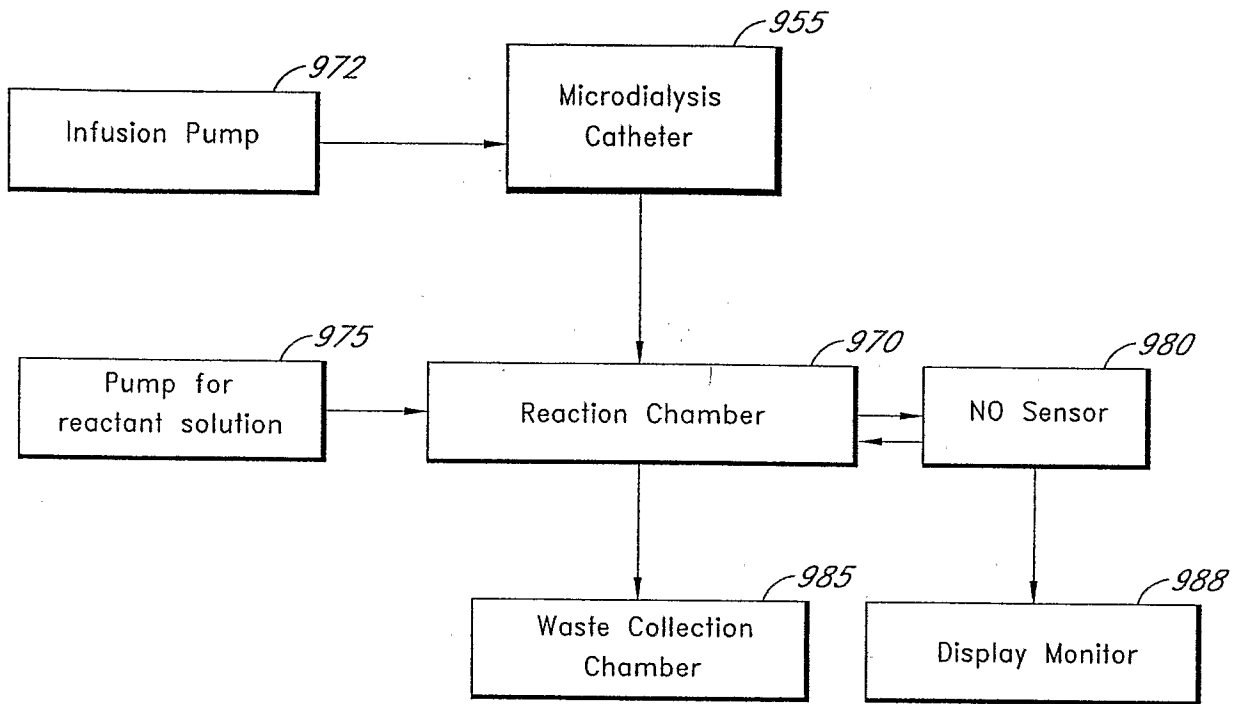 955
972
Microdialysis
Catheter
Infusion Pump
975
970
980
Pump for
reactant solution
Reaction Chamber
NO Sensor
985
988
Waste Collection
Chamber
Display Monitor